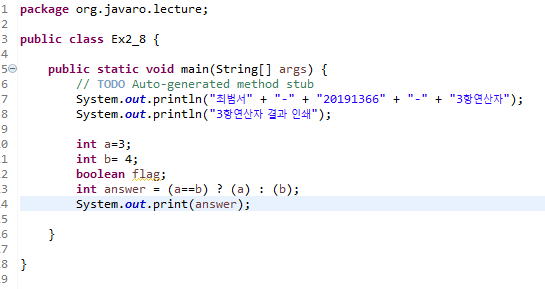 1 package org.javaro.lecture;
2
3 public class Ex2_8 {
4
5 public static void main(String[] args) {
6 // TODO Auto-generated method stub
7 System.out.println("최범서" + "-" + "20191366" + "-" + "3항연산자");
8 System.out.println("3항연산자 결과 인쇄");
9
.0 int a=3;
.1 int b= 4;
.2 boolean flag;
.3 int answer = (a==b) ? (a) : (b);
.4 System.out.print(answer);
.5
.6 }
.7
.8 }
.9